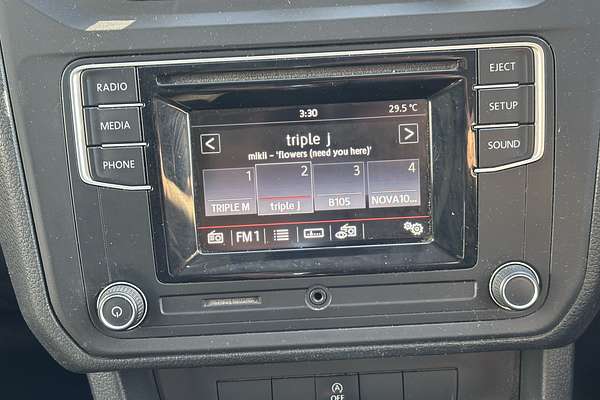 RADIO
MEDIA
PHONE
EJECT
SETUP
SOUND
3:30
29.5 °C
<
triple j
>
mikii – 'flowers (need you here)'
1
TRIPLE M
2
triple j
3
B105
4
NOVA10...
FM1
A
OFF